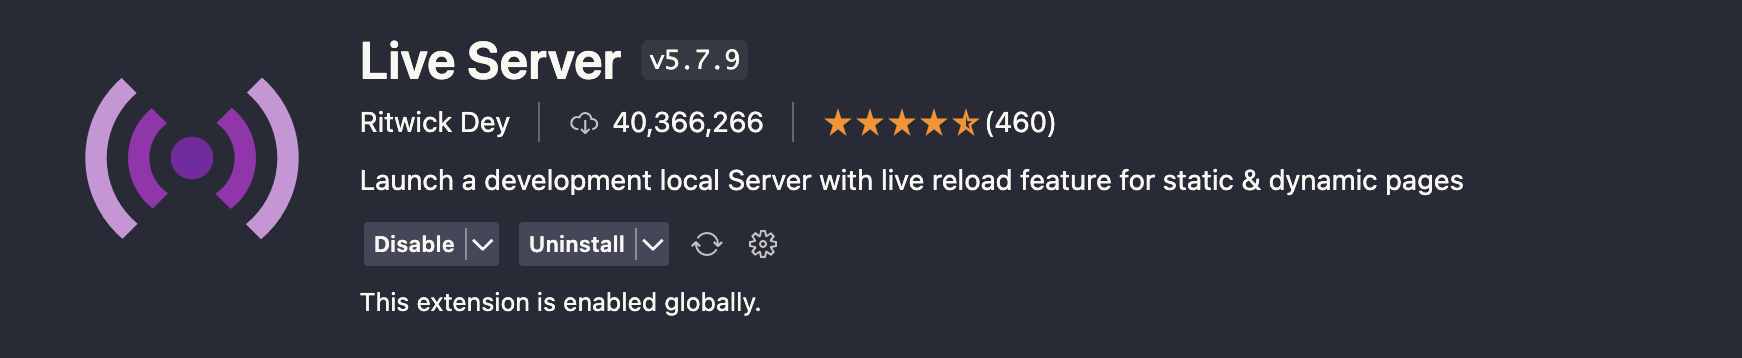 Live Server v5.7.9
Ritwick Dey 40,366,266 (460)
Launch a development local Server with live reload feature for static & dynamic pages
Disable Uninstall
This extension is enabled globally.